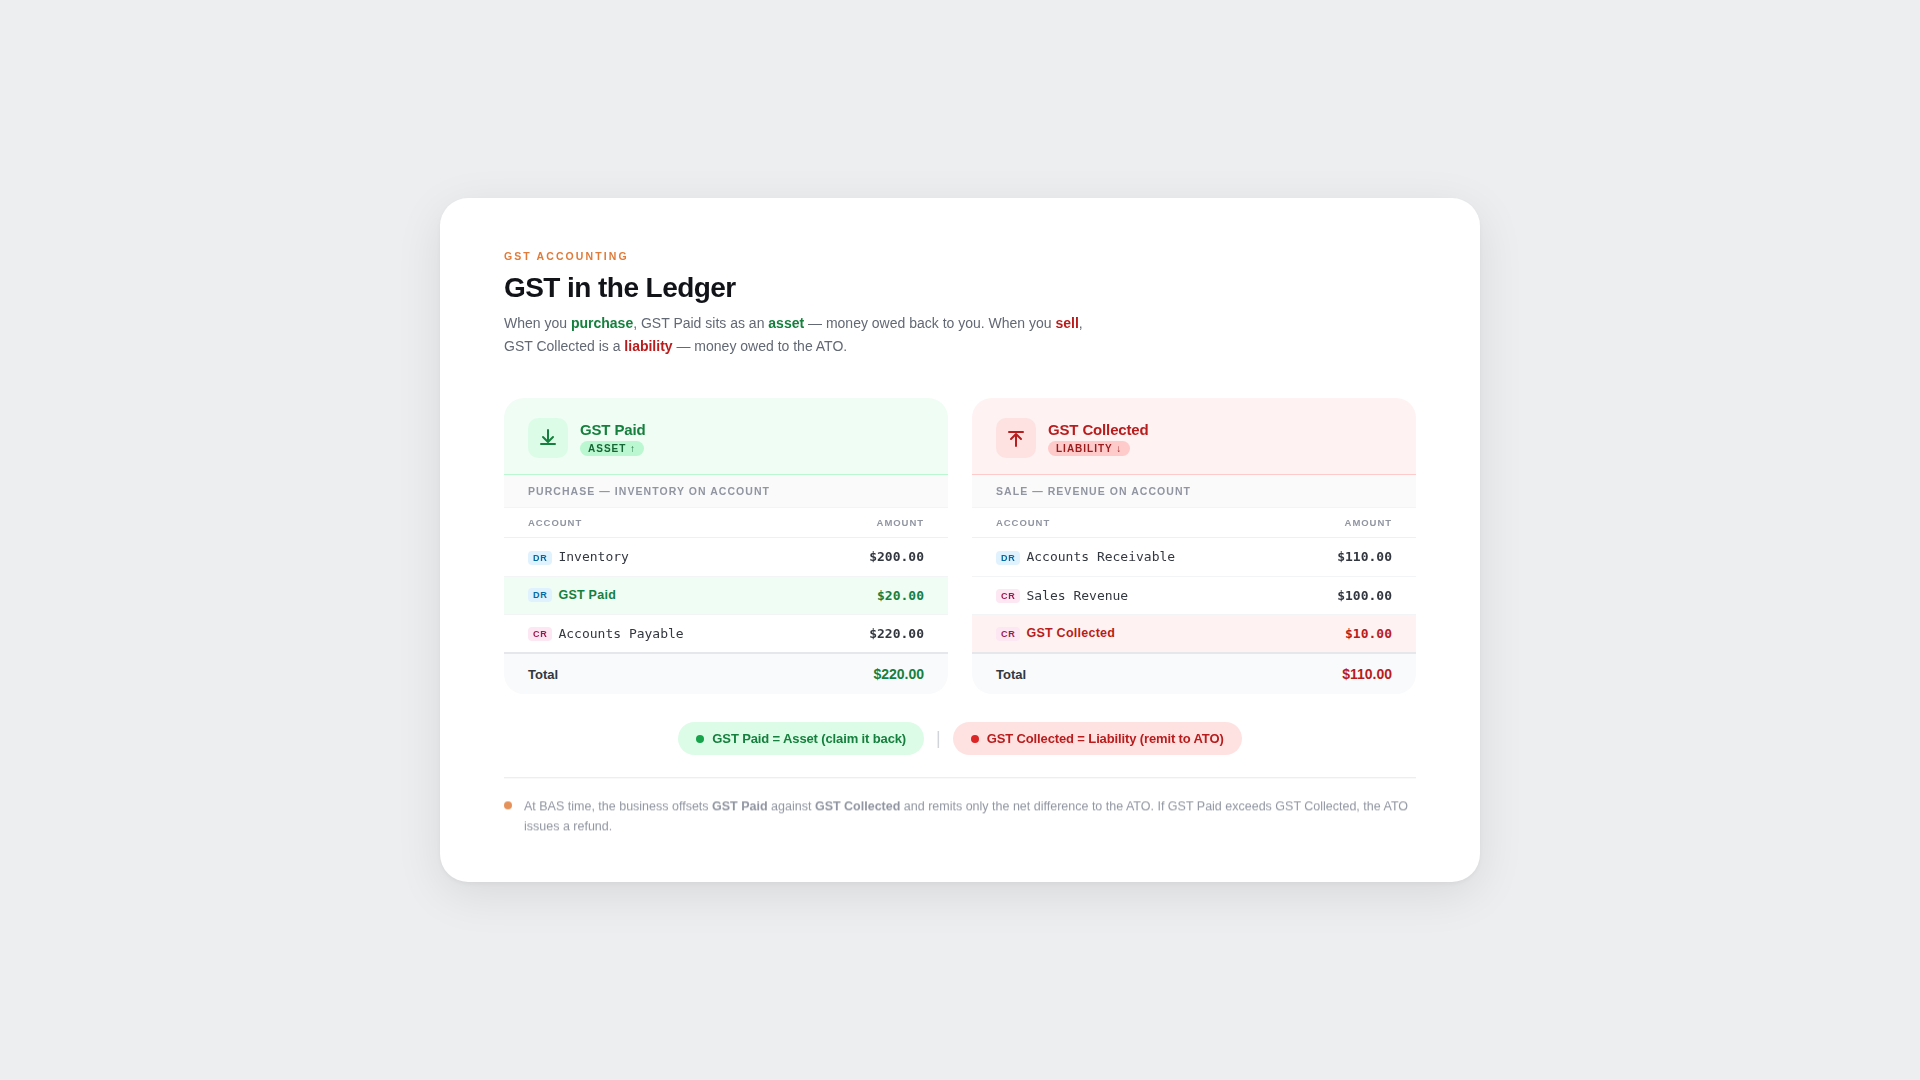 GST ACCOUNTING
GST in the Ledger
When you purchase, GST Paid sits as an asset — money owed back to you. When you sell,
GST Collected is a liability — money owed to the ATO.
GST Paid
ASSET ↑
PURCHASE — INVENTORY ON ACCOUNT
ACCOUNT AMOUNT
DR Inventory $200.00
DR GST Paid $20.00
CR Accounts Payable $220.00
Total $220.00
GST Collected
LIABILITY ↓
SALE — REVENUE ON ACCOUNT
ACCOUNT AMOUNT
DR Accounts Receivable $110.00
CR Sales Revenue $100.00
CR GST Collected $10.00
Total $110.00
GST Paid = Asset (claim it back) | GST Collected = Liability (remit to ATO)
At BAS time, the business offsets GST Paid against GST Collected and remits only the net difference to the ATO. If GST Paid exceeds GST Collected, the ATO
issues a refund.